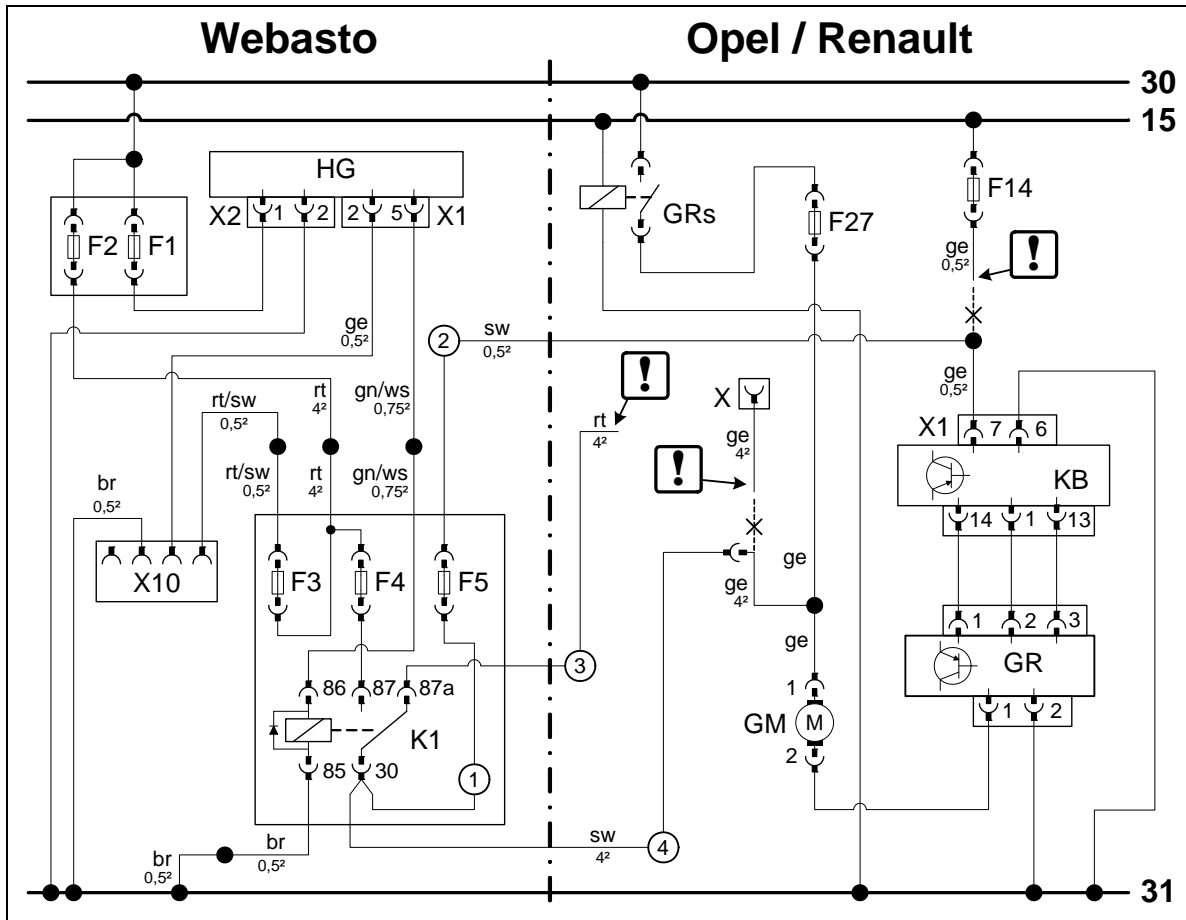 Webasto
Opel / Renault
30
15
HG
X2 1 2 2 5 X1
F2 F1
GRs
F27
F14
ge
0,5²
!
ge
0,5²
2
sw
0,5²
!
X
ge
0,5²
rt/sw
0,5²
rt
4²
gn/ws
0,75²
rt
4²
ge
4²
X1 7 6
KB
14 1 13
rt/sw
0,5²
rt
4²
gn/ws
0,75²
!
br
0,5²
X10
F3 F4 F5
ge
4²
ge
ge
1 2 3
GR
1 2
3
86 87 87a
K1
85 30
1
1
GM M
2
br
0,5²
br
0,5²
sw
4²
4
31